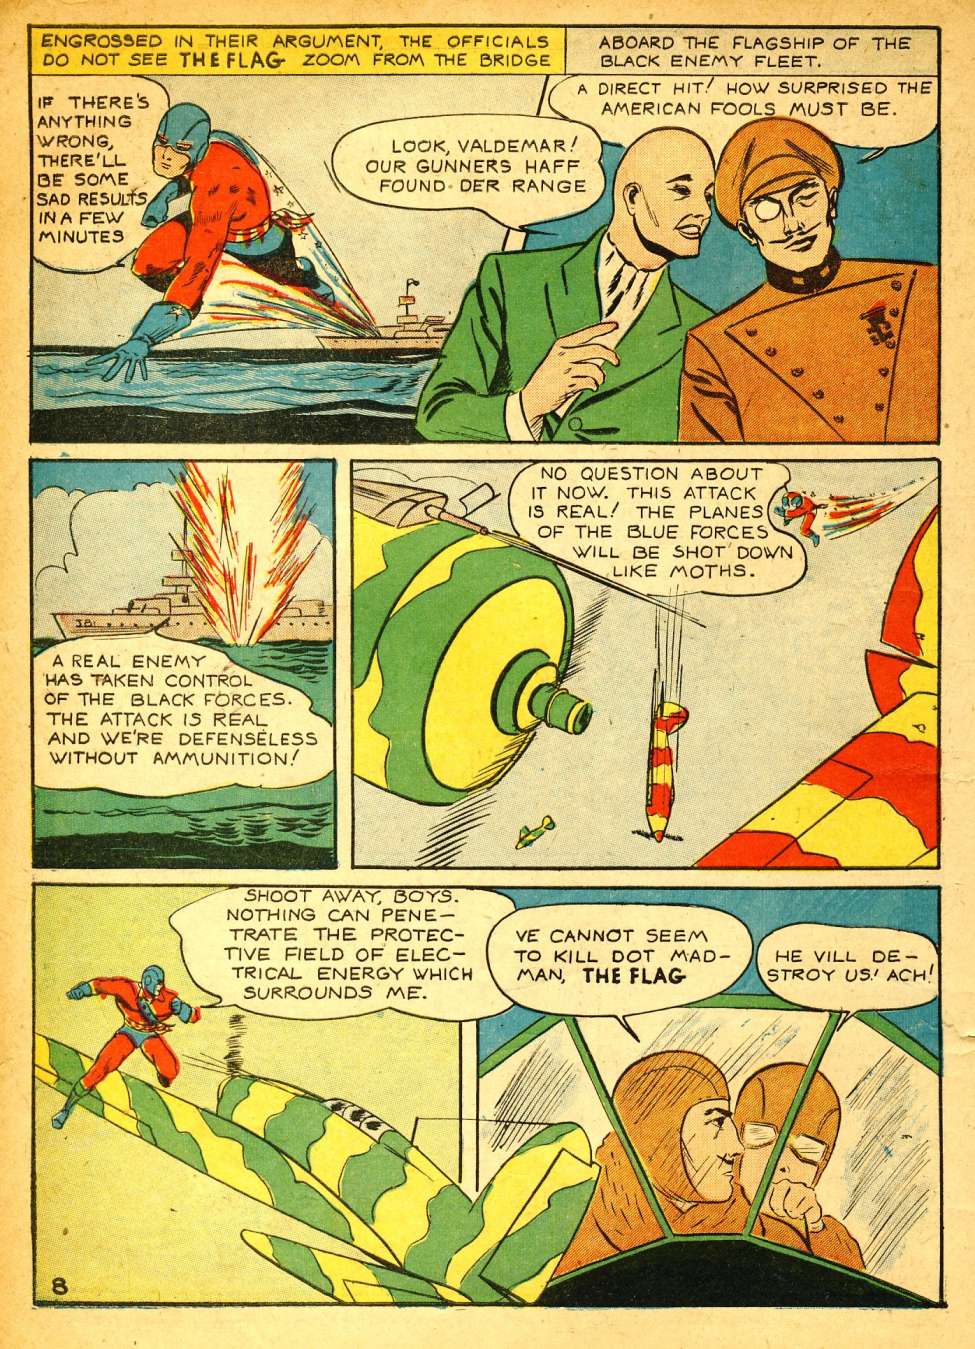 ENGROSSED IN THEIR ARGUMENT, THE OFFICIALS
DO NOT SEE THE FLAG ZOOM FROM THE BRIDGE
IF THERE'S
ANYTHING
WRONG,
THERE'LL
BE SOME
SAD RESULTS
IN A FEW
MINUTES
ABOARD THE FLAGSHIP OF THE
BLACK ENEMY FLEET.
LOOK, VALDEMAR!
OUR GUNNERS HAFF
FOUND DER RANGE
A DIRECT HIT! HOW SURPRISED THE
AMERICAN FOOLS MUST BE.
J81
A REAL ENEMY
HAS TAKEN CONTROL
OF THE BLACK FORCES.
THE ATTACK IS REAL
AND WE'RE DEFENSELESS
WITHOUT AMMUNITION!
NO QUESTION ABOUT
IT NOW. THIS ATTACK
IS REAL! THE PLANES
OF THE BLUE FORCES
WILL BE SHOT DOWN
LIKE MOTHS.
SHOOT AWAY, BOYS.
NOTHING CAN PENE-
TRATE THE PROTEC-
TIVE FIELD OF ELEC-
TRICAL ENERGY WHICH
SURROUNDS ME.
VE CANNOT SEEM
TO KILL DOT MAD-
MAN, THE FLAG
HE VILL DE-
STROY US! ACH!
8